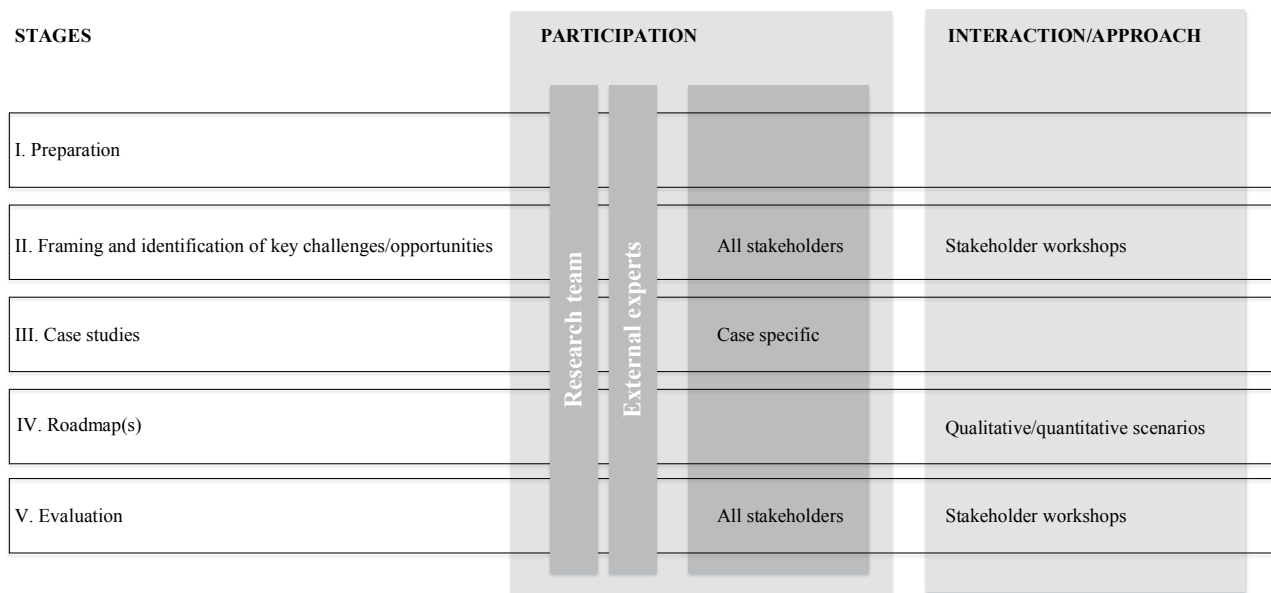 STAGES
PARTICIPATION
INTERACTION/APPROACH
I. Preparation
II. Framing and identification of key challenges/opportunities
All stakeholders
Stakeholder workshops
III. Case studies
Case specific
IV. Roadmap(s)
Qualitative/quantitative scenarios
V. Evaluation
All stakeholders
Stakeholder workshops
Research team
External experts